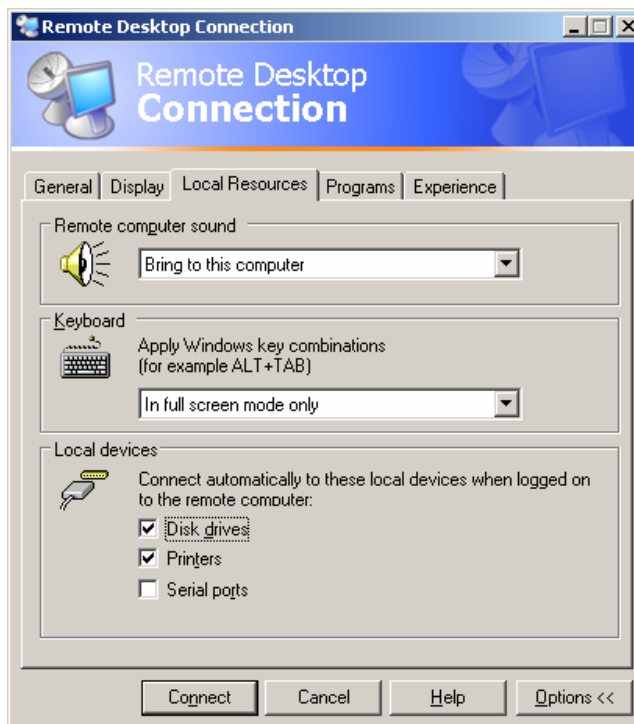 Remote Desktop Connection
Remote Desktop
Connection
General Display Local Resources Programs Experience
Remote computer sound
Bring to this computer
Keyboard
Apply Windows key combinations
(for example ALT+TAB)
In full screen mode only
Local devices
Connect automatically to these local devices when logged on
to the remote computer:
Disk drives
Printers
Serial ports
Connect Cancel Help Options <<